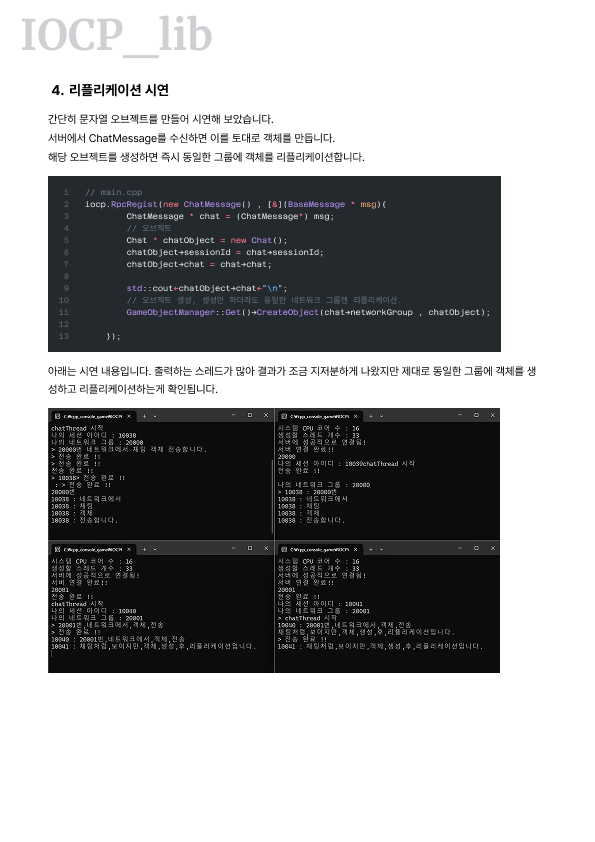 IOCP_lib
4. 리플리케이션 시연
간단히 문자열 오브젝트를 만들어 시연해 보았습니다.
서버에서 ChatMessage를 수신하면 이를 토대로 객체를 만듭니다.
해당 오브젝트를 생성하면 즉시 동일한 그룹에 객체를 리플리케이션합니다.
1 // main.cpp
2 iocp.RpcRegist(new ChatMessage() , [&](BaseMessage * msg){
3 ChatMessage * chat = (ChatMessage*) msg;
4 // 오브젝트
5 Chat * chatObject = new Chat();
6 chatObject→sessionId = chat→sessionId;
7 chatObject→chat = chat→chat;
8
9 std::cout←chatObject→chat←"\n";
10 // 오브젝트 생성, 생성만 하더라도 동일한 네트워크 그룹엔 리플리케이션.
11 GameObjectManager::Get()→CreateObject(chat→networkGroup , chatObject);
12
13 });
아래는 시연 내용입니다. 출력하는 스레드가 많아 결과가 조금 지저분하게 나왔지만 제대로 동일한 그룹에 객체를 생
성하고 리플리케이션하는게 확인됩니다.
C:\cpp_console_game\IOCP\
chatThread 시작
나의 세션 아이디 : 10038
나의 네트워크 그룹 : 20000
> 20000번 네트워크에서 채팅 객체 전송합니다.
> 전송 완료 !!
> 전송 완료 !!
전송 완료 !!
> 10038> 전송 완료 !!
: > 전송 완료 !!
20000번
10038 : 네트워크에서
10038 : 채팅
10038 : 객체
10038 : 전송합니다.
C:\cpp_console_game\IOCP\
시스템 CPU 코어 수 : 16
생성할 스레드 개수 : 33
서버에 성공적으로 연결됨!
서버 연결 완료!!
20000
나의 세션 아이디 : 10039chatThread 시작
전송 완료 !!
나의 네트워크 그룹 : 20000
> 10038 : 20000번
10038 : 네트워크에서
10038 : 채팅
10038 : 객체
10038 : 전송합니다.
C:\cpp_console_game\IOCP\
시스템 CPU 코어 수 : 16
생성할 스레드 개수 : 33
서버에 성공적으로 연결됨!
서버 연결 완료!!
20001
전송 완료 !!
chatThread 시작
나의 세션 아이디 : 10040
나의 네트워크 그룹 : 20001
> 20001번,네트워크에서,객체,전송
> 전송 완료 !!
10040 : 20001번,네트워크에서,객체,전송
10041 : 채팅처럼,보이지만,객체,생성,후,리플리케이션입니다.
C:\cpp_console_game\IOCP\
시스템 CPU 코어 수 : 16
생성할 스레드 개수 : 33
서버에 성공적으로 연결됨!
서버 연결 완료!!
20001
전송 완료 !!
나의 세션 아이디 : 10041
나의 네트워크 그룹 : 20001
> chatThread 시작
10040 : 20001번,네트워크에서,객체,전송
채팅처럼,보이지만,객체,생성,후,리플리케이션입니다.
> 전송 완료 !!
10041 : 채팅처럼,보이지만,객체,생성,후,리플리케이션입니다.